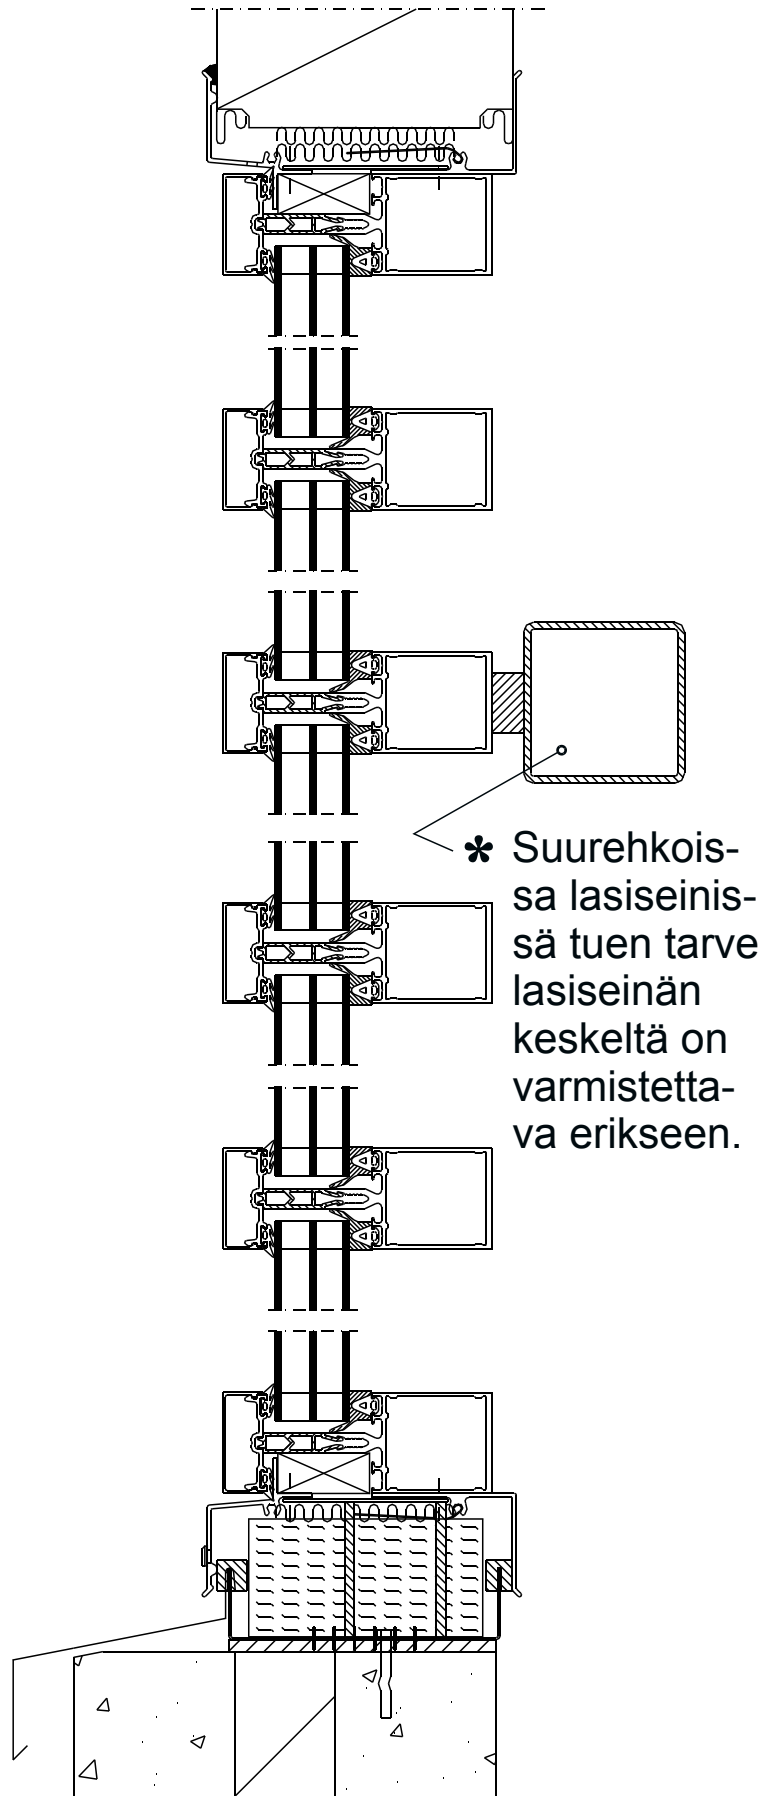 * Suurehkois-
sa lasiseinis-
sä tuen tarve
lasiseinän
keskeltä on
varmistetta-
va erikseen.